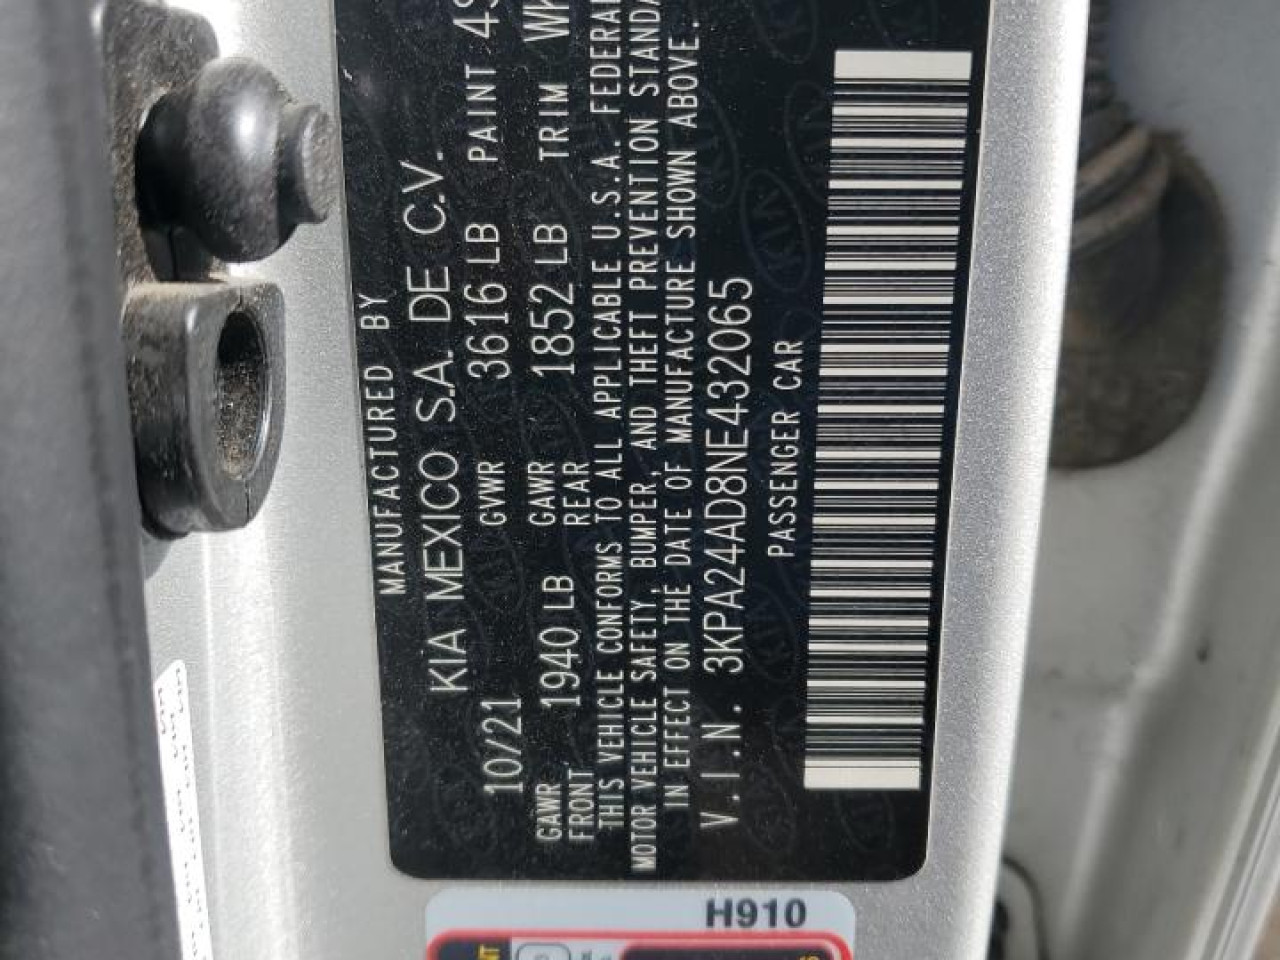 MANUFACTURED BY
KIA MEXICO S.A. DE C.V.
10/21 GVWR 3616 LB PAINT
GAWR FRONT 1940 LB GAWR REAR 1852 LB TRIM
THIS VEHICLE CONFORMS TO ALL APPLICABLE U.S.A. FEDERAL
MOTOR VEHICLE SAFETY, BUMPER, AND THEFT PREVENTION
IN EFFECT ON THE DATE OF MANUFACTURE SHOWN ABOVE.
V.I.N. 3KPA24AD8NE432065
PASSENGER CAR
H910